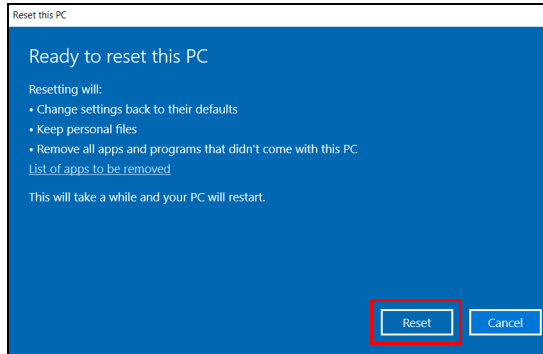 Reset this PC
Ready to reset this PC
Resetting will:
• Change settings back to their defaults
• Keep personal files
• Remove all apps and programs that didn't come with this PC
List of apps to be removed
This will take a while and your PC will restart.
Reset Cancel